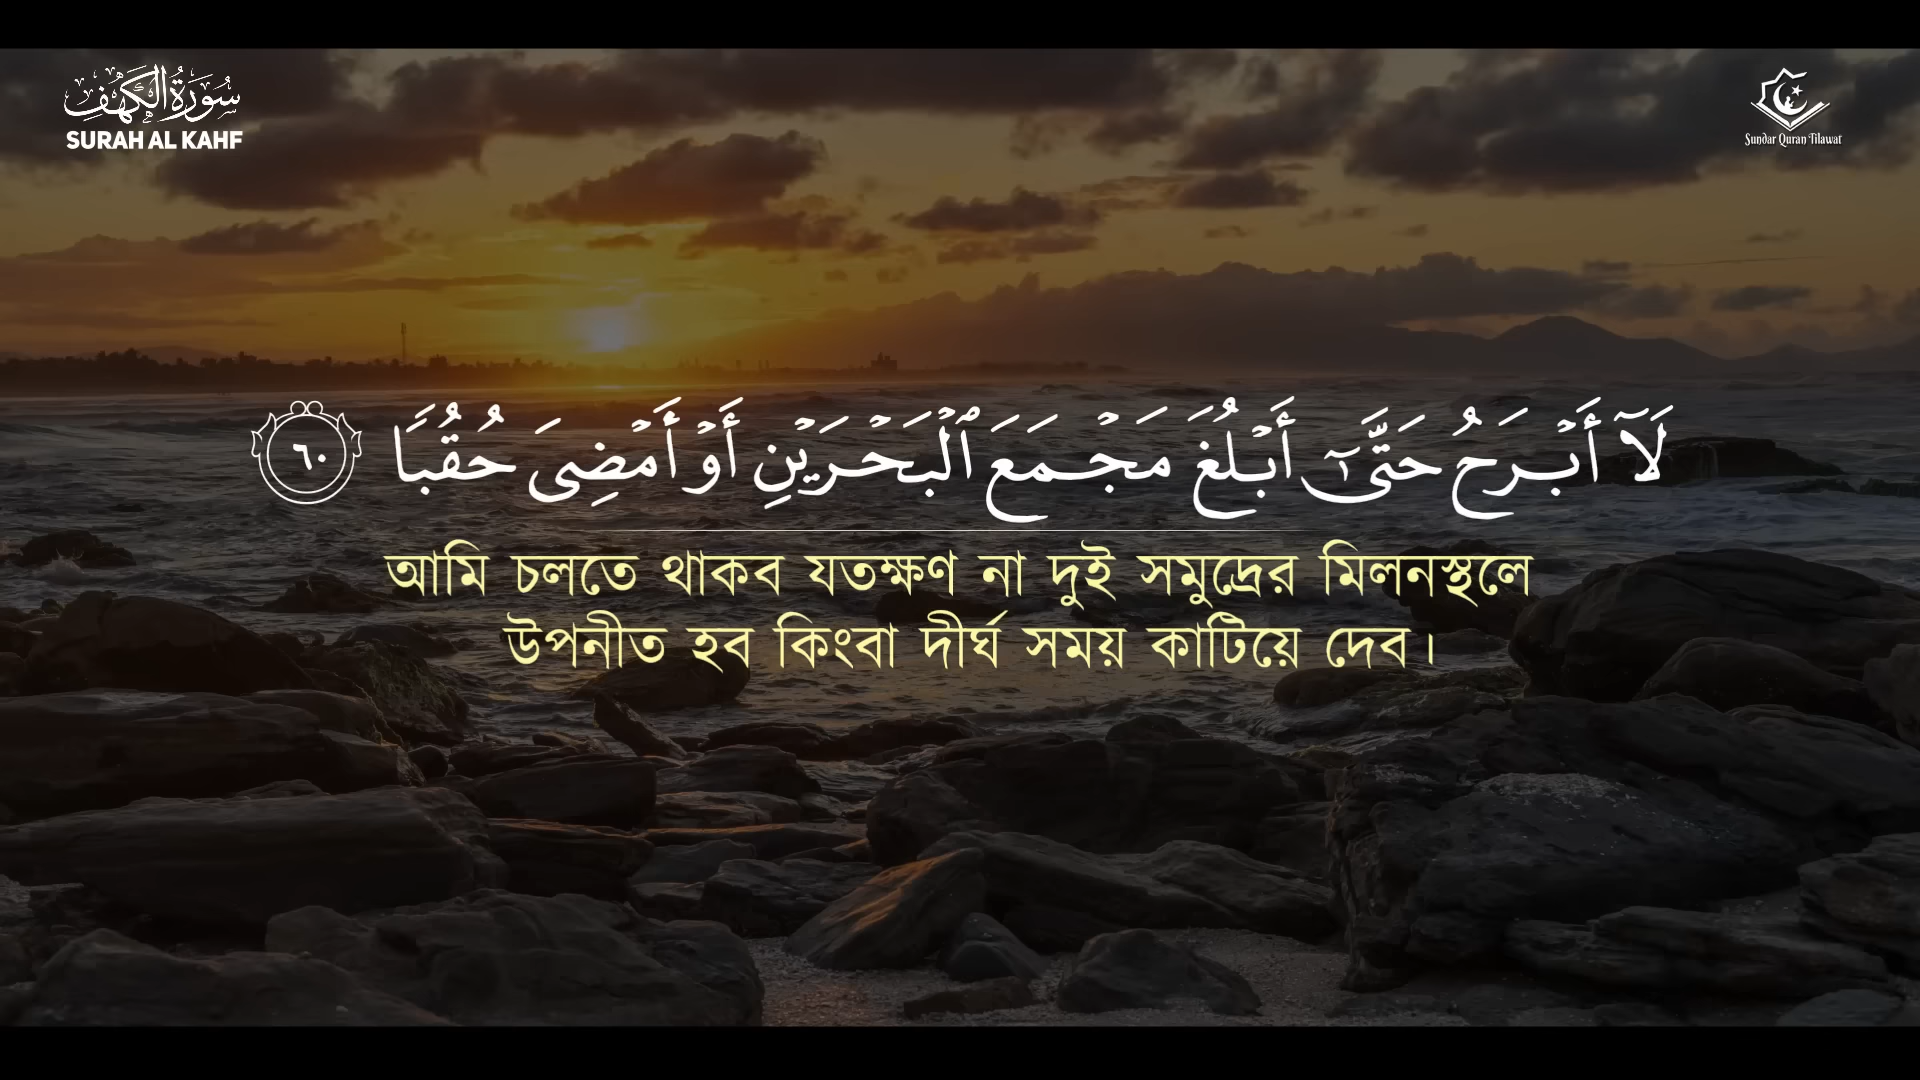 سُورَةُ الكَهْفِ
SURAH AL KAHF
Sundar Quran Tilawat
لَآ أَبْرَحُ حَتَّىٰٓ أَبْلُغَ مَجْمَعَ ٱلْبَحْرَيْنِ أَوْ أَمْضِىَ حُقُبًا ٦٠
আমি চলতে থাকব যতক্ষণ না দুই সমুদ্রের মিলনস্থলে
উপনীত হব কিংবা দীর্ঘ সময় কাটিয়ে দেব।